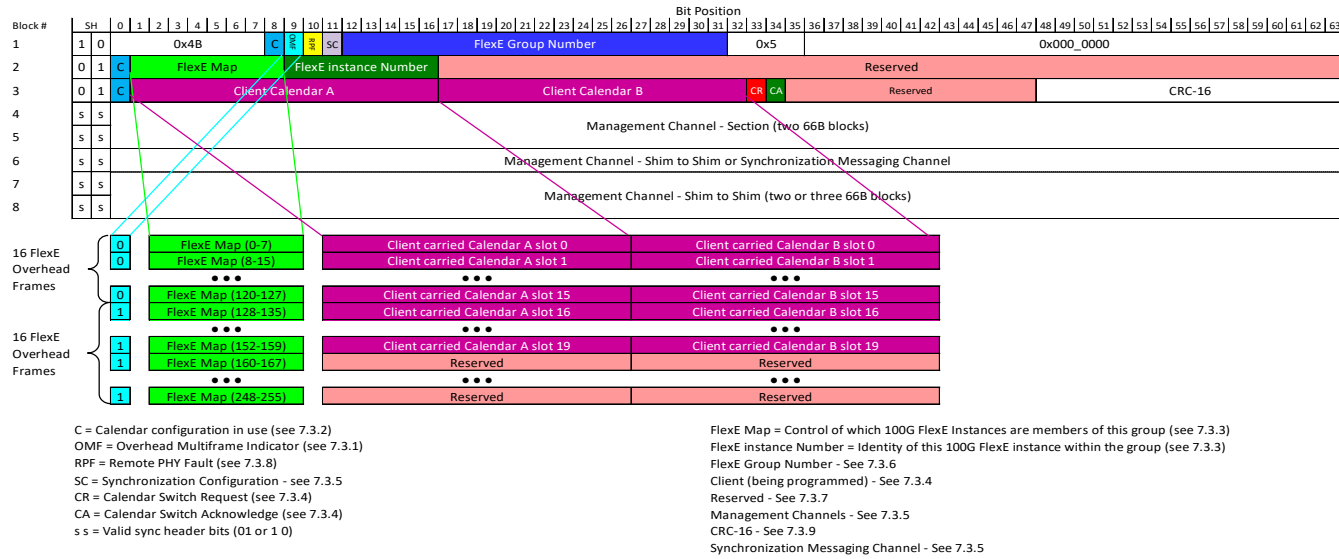 Bit Position
Block # SH 0 1 2 3 4 5 6 7 8 9 10 11 12 13 14 15 16 17 18 19 20 21 22 23 24 25 26 27 28 29 30 31 32 33 34 35 36 37 38 39 40 41 42 43 44 45 46 47 48 49 50 51 52 53 54 55 56 57 58 59 60 61 62 63
1 1 0 0x4B C OMF RPF SC FlexE Group Number 0x5 0x000_0000
2 0 1 C FlexE Map FlexE instance Number Reserved
3 0 1 C Client Calendar A Client Calendar B CR CA Reserved CRC-16
4 s s
Management Channel - Section (two 66B blocks)
5 s s
6 s s Management Channel - Shim to Shim or Synchronization Messaging Channel
7 s s
Management Channel - Shim to Shim (two or three 66B blocks)
8 s s
16 FlexE
Overhead
Frames
0 FlexE Map (0-7) Client carried Calendar A slot 0 Client carried Calendar B slot 0
0 FlexE Map (8-15) Client carried Calendar A slot 1 Client carried Calendar B slot 1
• • • • • • • • •
0 FlexE Map (120-127) Client carried Calendar A slot 15 Client carried Calendar B slot 15
1 FlexE Map (128-135) Client carried Calendar A slot 16 Client carried Calendar B slot 16
• • • • • • • • •
16 FlexE
Overhead
Frames
1 FlexE Map (152-159) Client carried Calendar A slot 19 Client carried Calendar B slot 19
1 FlexE Map (160-167) Reserved Reserved
• • • • • • • • •
1 FlexE Map (248-255) Reserved Reserved
C = Calendar configuration in use (see 7.3.2)
OMF = Overhead Multiframe Indicator (see 7.3.1)
RPF = Remote PHY Fault (see 7.3.8)
SC = Synchronization Configuration - see 7.3.5
CR = Calendar Switch Request (see 7.3.4)
CA = Calendar Switch Acknowledge (see 7.3.4)
s s = Valid sync header bits (01 or 1 0)
FlexE Map = Control of which 100G FlexE Instances are members of this group (see 7.3.3)
FlexE instance Number = Identity of this 100G FlexE instance within the group (see 7.3.3)
FlexE Group Number - See 7.3.6
Client (being programmed) - See 7.3.4
Reserved - See 7.3.7
Management Channels - See 7.3.5
CRC-16 - See 7.3.9
Synchronization Messaging Channel - See 7.3.5